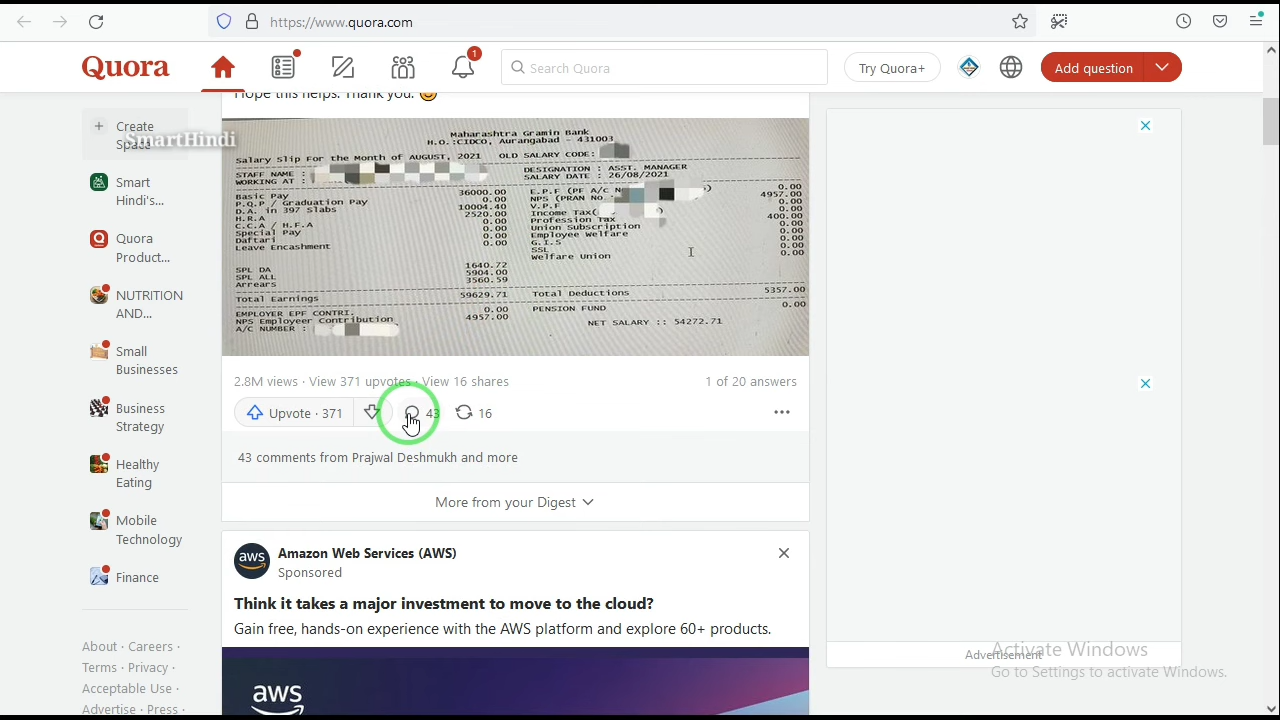 https://www.quora.com
Quora
1
Search Quora
Try Quora+
Add question
Hope this helps. Thank you.
+ Create Space
SmartHindi
Smart Hindi's...
Quora Product...
NUTRITION AND...
Small Businesses
Business Strategy
Healthy Eating
Mobile Technology
Finance
About · Careers ·
Terms · Privacy ·
Acceptable Use ·
Advertise · Press ·
Maharashtra Gramin Bank
H.O.:CIDCO, Aurangabad - 431003
Salary Slip For the Month of AUGUST, 2021 OLD SALARY CODE:
STAFF NAME :
DESIGNATION : ASST. MANAGER
WORKING AT :
SALARY DATE : 26/08/2021
Basic Pay 36000.00
P.Q.P / Graduation Pay 0.00
D.A. in 397 Slabs 10004.40
H.R.A 2520.00
C.C.A / H.F.A 0.00
Special Pay 0.00
Daftari 0.00
Leave Encashment 0.00
SPL DA 1640.72
SPL ALL 5904.00
Arrears 3560.59
Total Earnings 59629.71
EMPLOYER EPF CONTRI. 0.00
NPS Employeer Contribution 4957.00
A/C NUMBER :
E.P.F (PF A/C N 0.00
NPS (PRAN NO. 4957.00
V.P.F 0.00
Income Tax( 0.00
Profession Tax 400.00
Union Subscription 0.00
Employee Welfare 0.00
G.I.S 0.00
SSL 0.00
Welfare Union 0.00
Total Deductions 5357.00
PENSION FUND 0.00
NET SALARY :: 54272.71
2.8M views · View 371 upvotes · View 16 shares
1 of 20 answers
Upvote · 371
43
16
43 comments from Prajwal Deshmukh and more
More from your Digest
aws
Amazon Web Services (AWS)
Sponsored
Think it takes a major investment to move to the cloud?
Gain free, hands-on experience with the AWS platform and explore 60+ products.
aws
Advertisement
Activate Windows
Go to Settings to activate Windows.